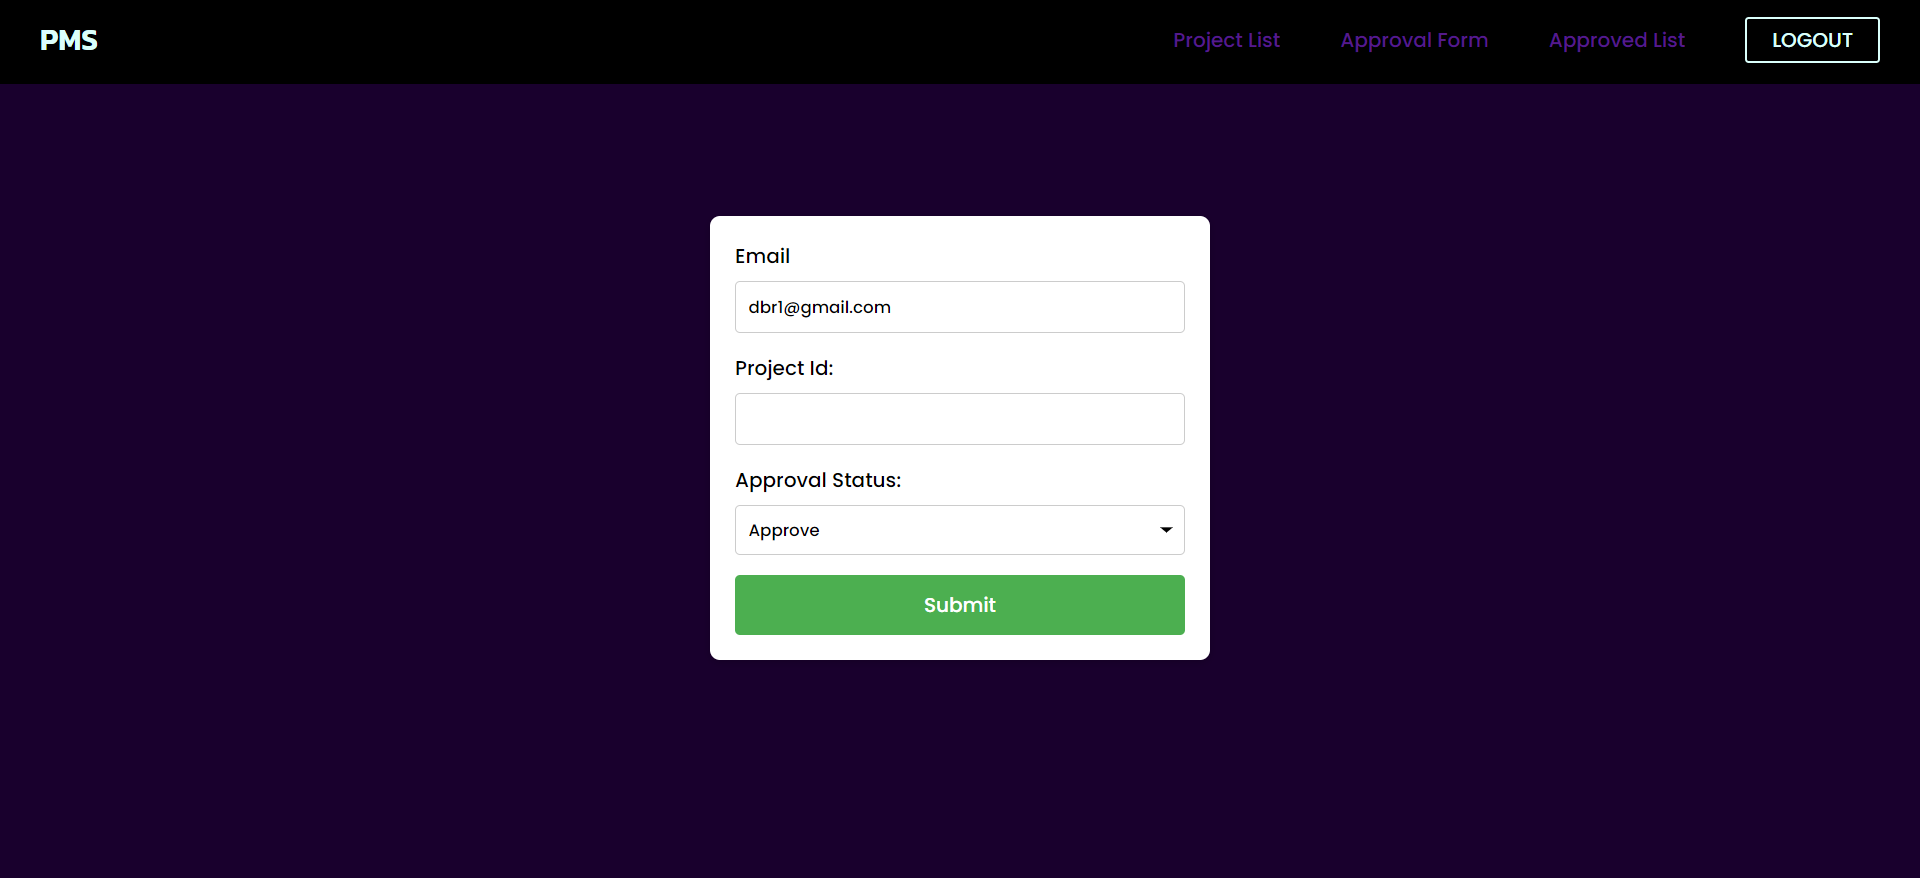 PMS
Project List
Approval Form
Approved List
LOGOUT
Email
dbr1@gmail.com
Project Id:
Approval Status:
Approve
Submit